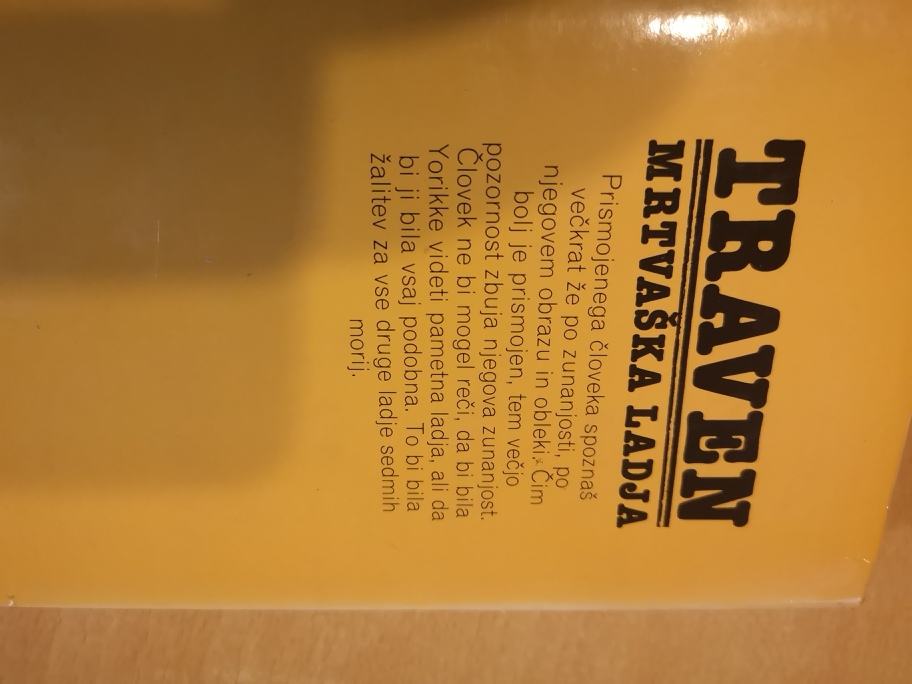 TRAVEN
MRTVAŠKA LADJA
Prismojenega človeka spoznaš
večkrat že po zunanjosti, po
njegovem obrazu in obleki. Čim
bolj je prismojen, tem večjo
pozornost zbuja njegova zunanjost.
Človek ne bi mogel reči, da bi bila
Yorikke videti pametna ladja, ali da
bi ji bila vsaj podobna. To bi bila
žalitev za vse druge ladje sedmih
morij.